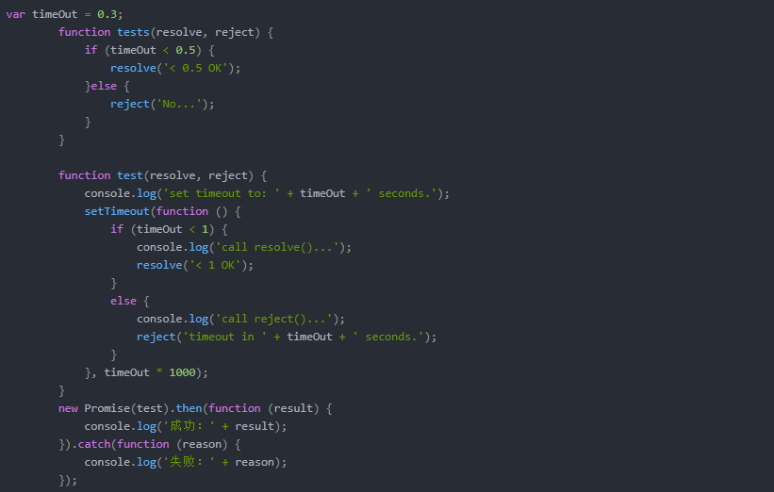 var timeOut = 0.3;
function tests(resolve, reject) {
if (timeOut < 0.5) {
resolve('< 0.5 OK');
}else {
reject('No...');
}
}
function test(resolve, reject) {
console.log('set timeout to: ' + timeOut + ' seconds.');
setTimeout(function () {
if (timeOut < 1) {
console.log('call resolve()...');
resolve('< 1 OK');
}
else {
console.log('call reject()...');
reject('timeout in ' + timeOut + ' seconds.');
}
}, timeOut * 1000);
}
new Promise(test).then(function (result) {
console.log('成功：' + result);
}).catch(function (reason) {
console.log('失败：' + reason);
});